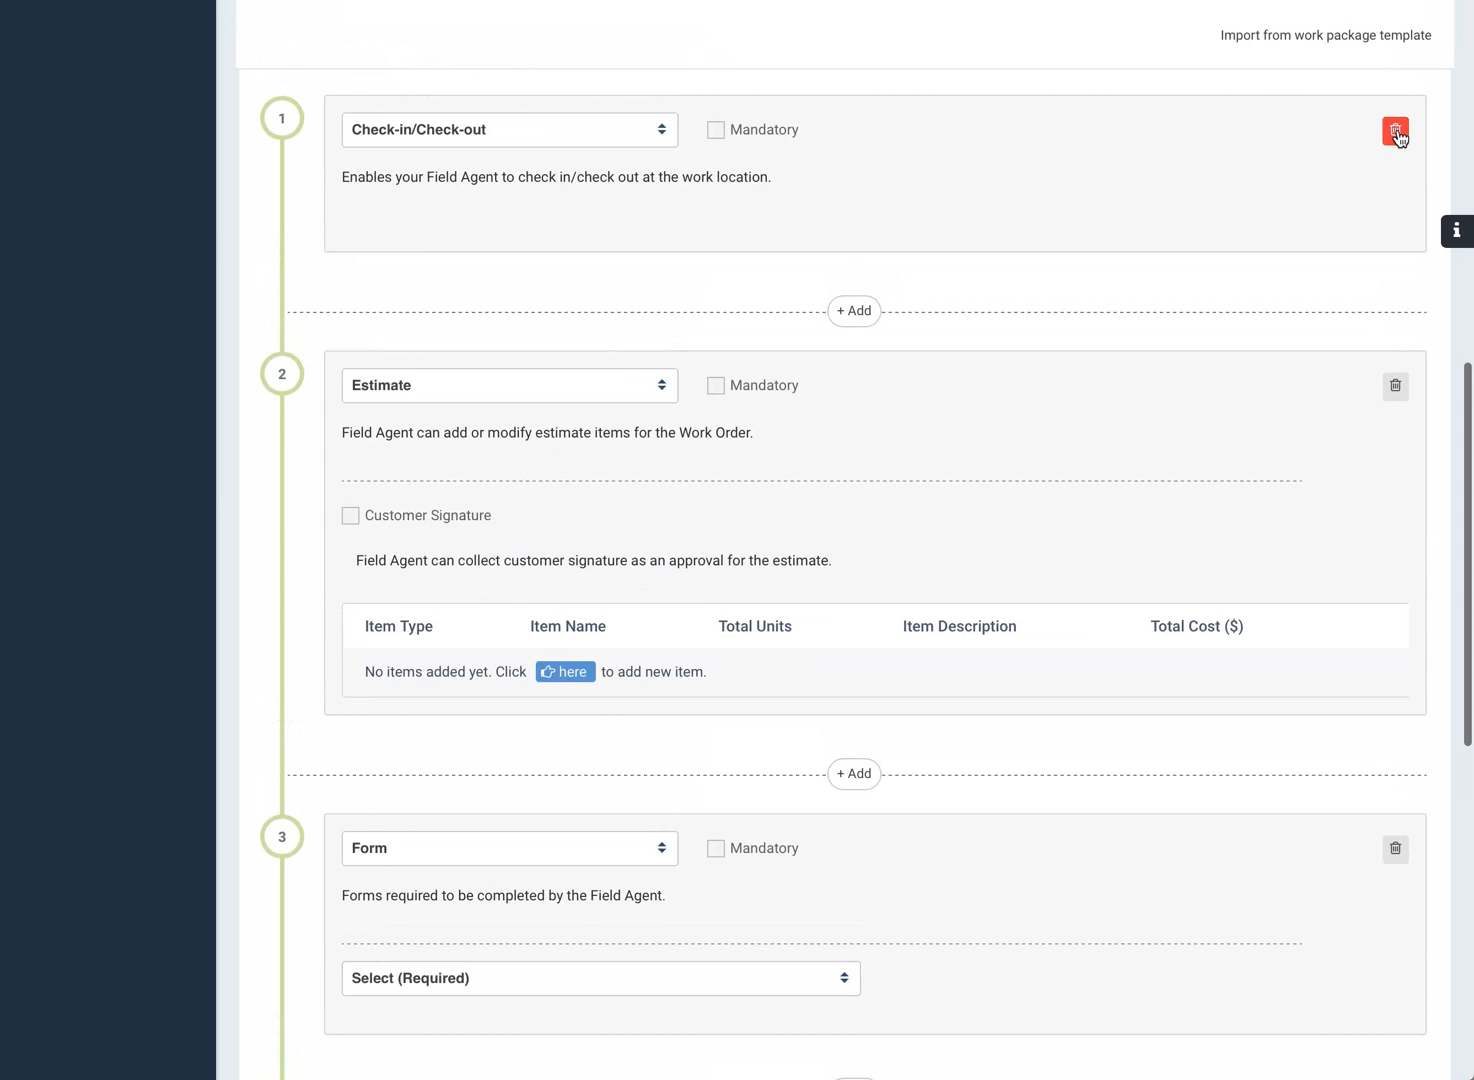 Import from work package template
1
Check-in/Check-out
Mandatory
Enables your Field Agent to check in/check out at the work location.
i
+ Add
2
Estimate
Mandatory
Field Agent can add or modify estimate items for the Work Order.
Customer Signature
Field Agent can collect customer signature as an approval for the estimate.
Item Type Item Name Total Units Item Description Total Cost ($)
No items added yet. Click here to add new item.
+ Add
3
Form
Mandatory
Forms required to be completed by the Field Agent.
Select (Required)